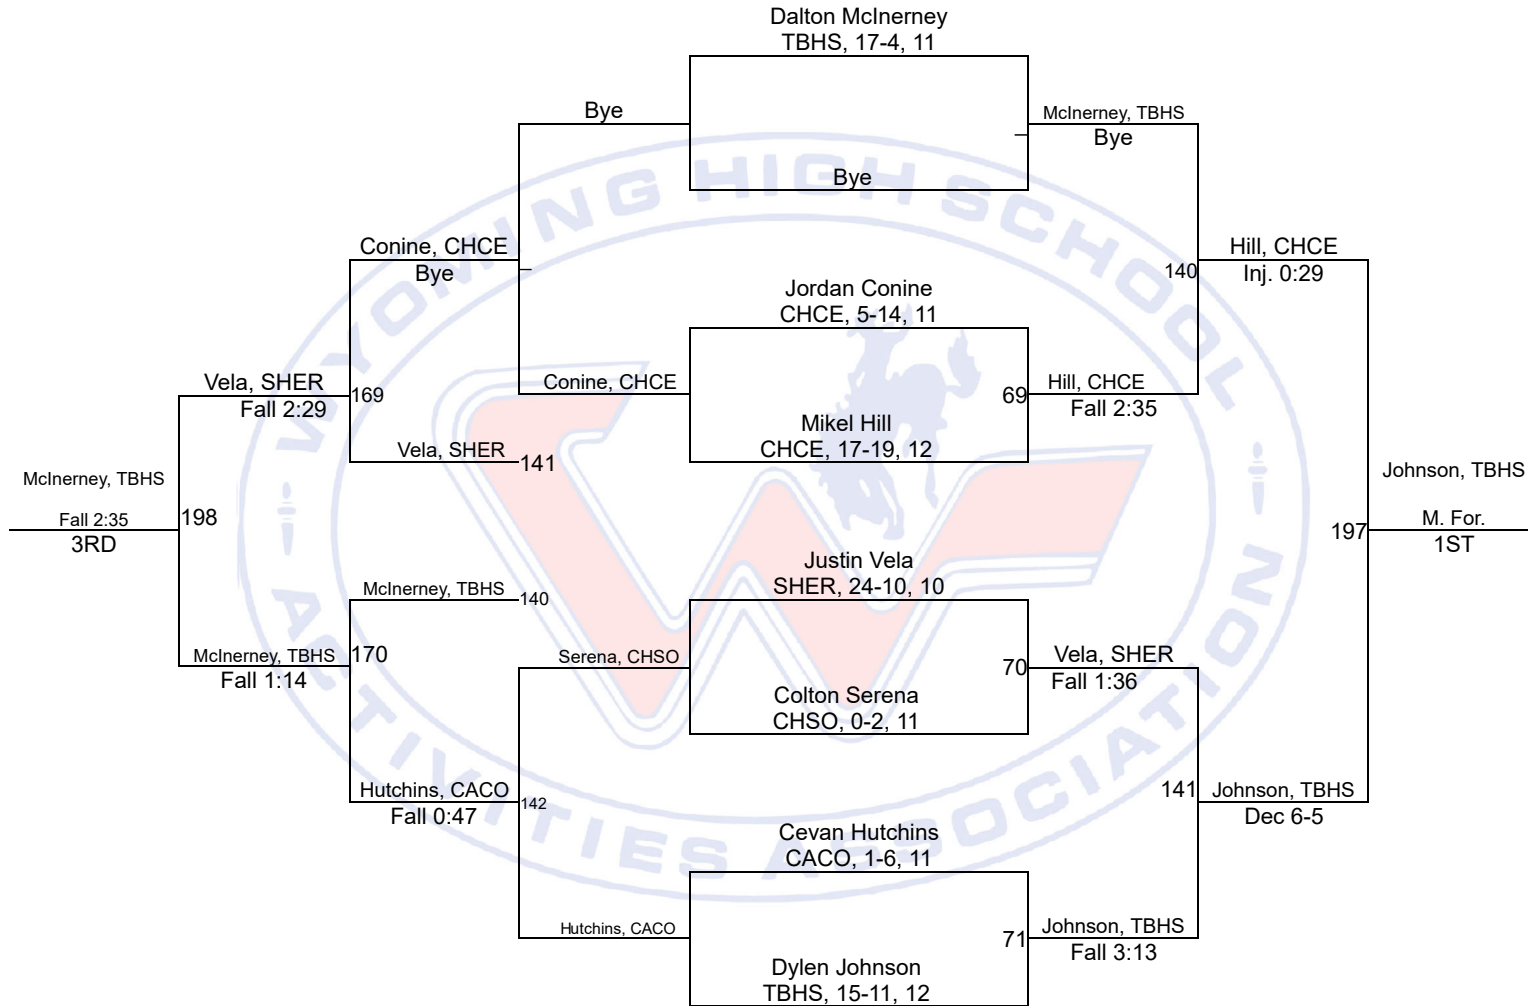 Dalton McInerney
TBHS, 17-4, 11
Bye
McInerney, TBHS
Bye
Bye
WYOMING HIGH SCHOOL
Conine, CHCE
Bye
Hill, CHCE
140
Inj. 0:29
Jordan Conine
CHCE, 5-14, 11
Vela, SHER
169
Fall 2:29
Conine, CHCE
69
Hill, CHCE
Fall 2:35
Mikel Hill
CHCE, 17-19, 12
Vela, SHER
141
McInerney, TBHS
198
Fall 2:35
3RD
Johnson, TBHS
197
M. For.
1ST
Justin Vela
SHER, 24-10, 10
McInerney, TBHS
140
McInerney, TBHS
170
Fall 1:14
Serena, CHSO
70
Vela, SHER
Fall 1:36
Colton Serena
CHSO, 0-2, 11
Hutchins, CACO
142
Fall 0:47
141
Johnson, TBHS
Dec 6-5
Cevan Hutchins
CACO, 1-6, 11
Hutchins, CACO
71
Johnson, TBHS
Fall 3:13
Dylen Johnson
TBHS, 15-11, 12
ACTIVITIES ASSOCIATION